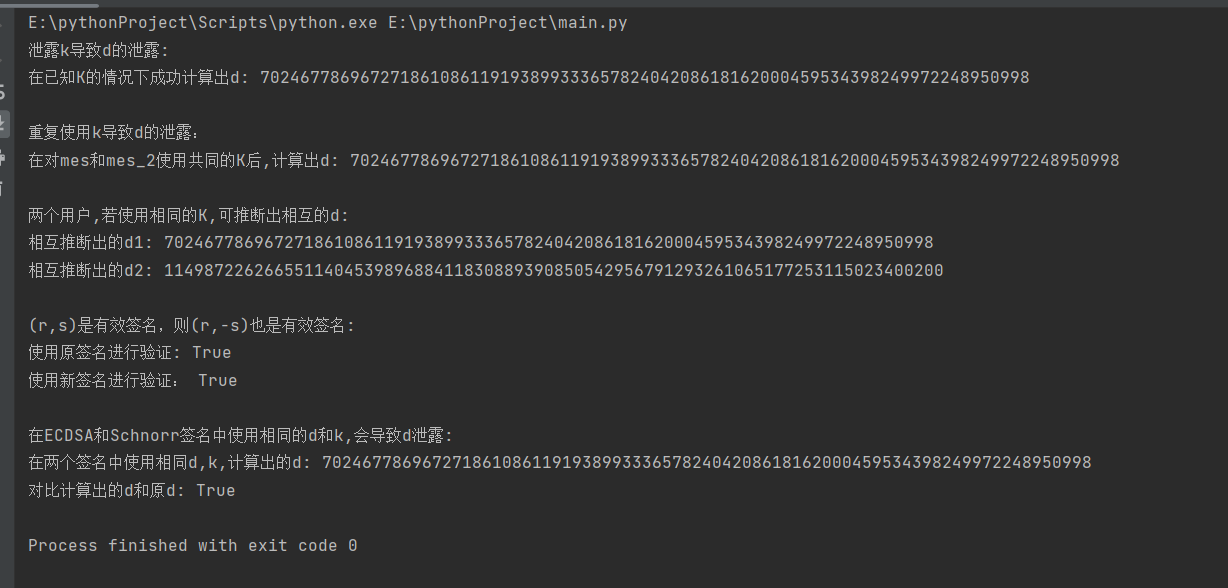 E:\pythonProject\Scripts\python.exe E:\pythonProject\main.py
泄露k导致d的泄露:
在已知K的情况下成功计算出d: 70246778696727186108611919389933365782404208618162000459534398249972248950998
重复使用k导致d的泄露：
在对mes和mes_2使用共同的K后,计算出d: 70246778696727186108611919389933365782404208618162000459534398249972248950998
两个用户,若使用相同的K,可推断出相互的d:
相互推断出的d1: 70246778696727186108611919389933365782404208618162000459534398249972248950998
相互推断出的d2: 114987226266551140453989688411830889390850542956791293261065177253115023400200
(r,s)是有效签名，则(r,-s)也是有效签名:
使用原签名进行验证: True
使用新签名进行验证： True
在ECDSA和Schnorr签名中使用相同的d和k,会导致d泄露:
在两个签名中使用相同d,k,计算出的d: 70246778696727186108611919389933365782404208618162000459534398249972248950998
对比计算出的d和原d: True
Process finished with exit code 0